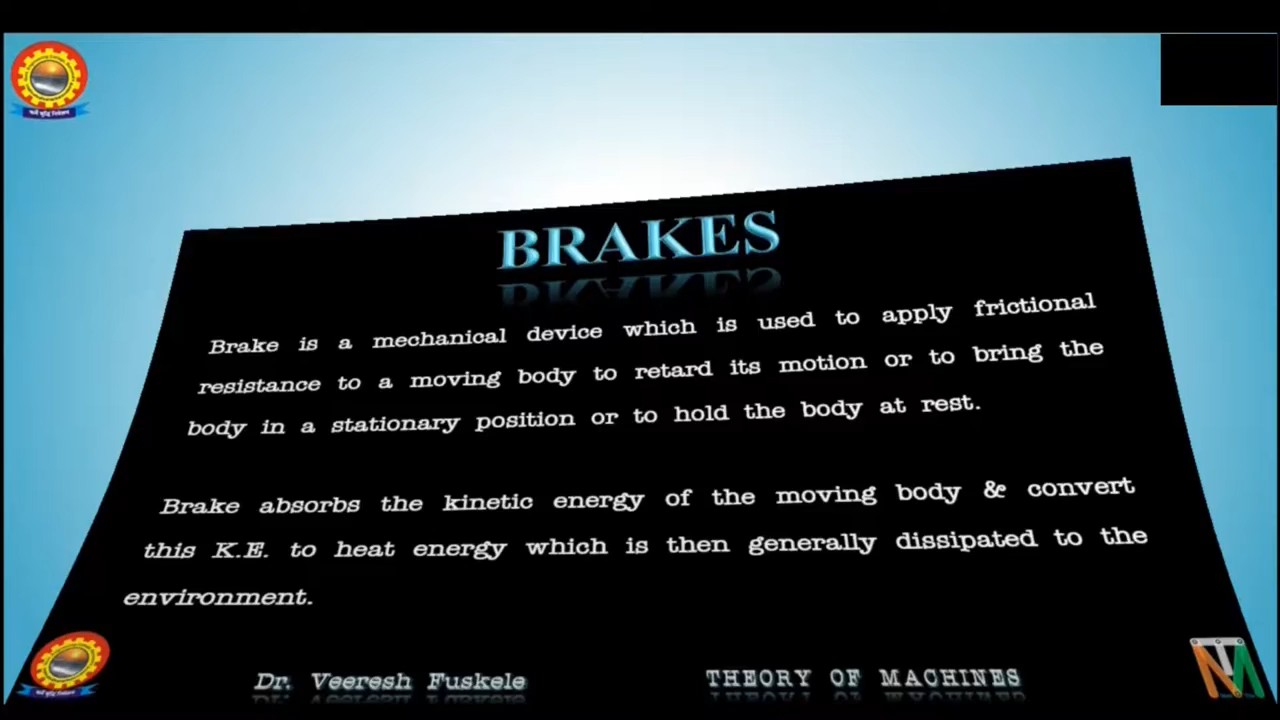 BRAKES
Brake is a mechanical device which is used to apply frictional
resistance to a moving body to retard its motion or to bring the
body in a stationary position or to hold the body at rest.
Brake absorbs the kinetic energy of the moving body & convert
this K.E. to heat energy which is then generally dissipated to the
environment.
Dr. Veeresh Fuskele
THEORY OF MACHINES